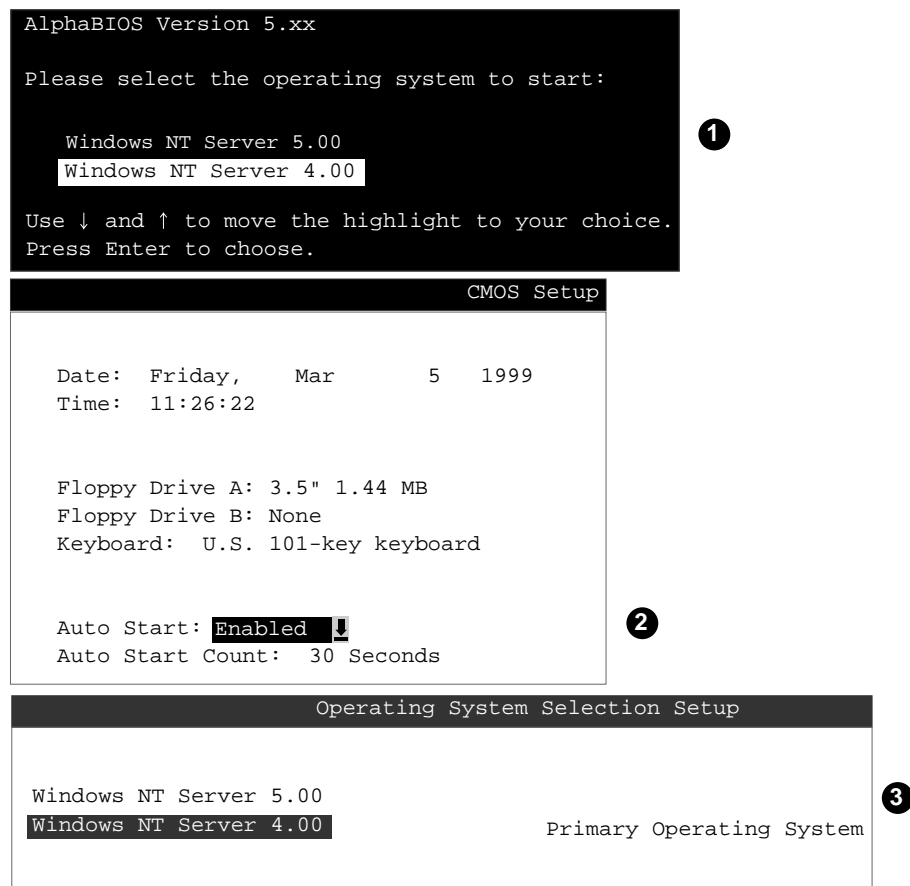 AlphaBIOS Version 5.xx
Please select the operating system to start:
Windows NT Server 5.00
Windows NT Server 4.00
Use ↓ and ↑ to move the highlight to your choice.
Press Enter to choose.
1
CMOS Setup
Date: Friday, Mar 5 1999
Time: 11:26:22
Floppy Drive A: 3.5" 1.44 MB
Floppy Drive B: None
Keyboard: U.S. 101-key keyboard
Auto Start: Enabled ↓
Auto Start Count: 30 Seconds
2
Operating System Selection Setup
Windows NT Server 5.00
Windows NT Server 4.00 Primary Operating System
3